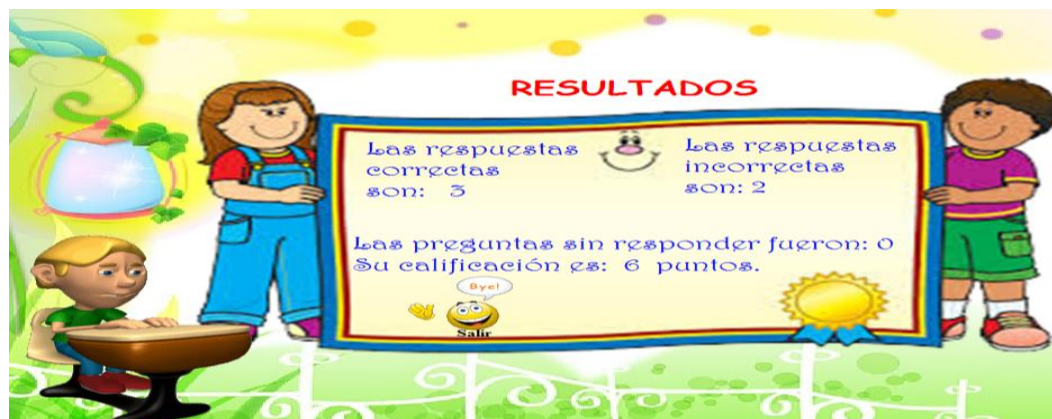 RESULTADOS
Las respuestas
correctas
son: 3
Las respuestas
incorrectas
son: 2
Las preguntas sin responder fueron: 0
Su calificación es: 6 puntos.
Bye!
Salir